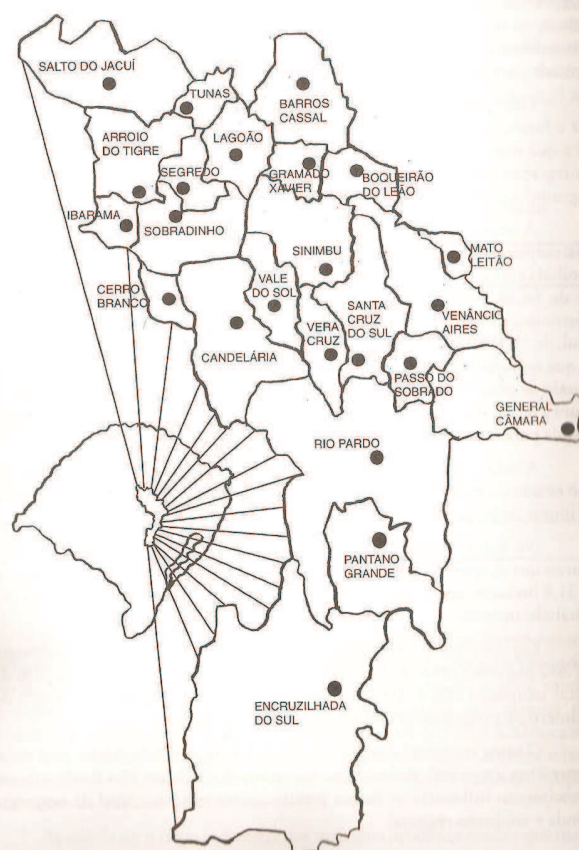 SALTO DO JACUÍ
TUNAS
BARROS
CASSAL
ARROIO
DO TIGRE
LAGOÃO
SEGREDO
GRAMADO
XAVIER
BOQUEIRÃO
DO LEÃO
IBARAMA
SOBRADINHO
SINIMBU
MATO
LEITÃO
CERRO
BRANCO
VALE
DO SOL
SANTA
CRUZ
DO SUL
VENÂNCIO
AIRES
VERA
CRUZ
CANDELÁRIA
PASSO DO
SOBRADO
GENERAL
CÂMARA
RIO PARDO
PANTANO
GRANDE
ENCRUZILHADA
DO SUL